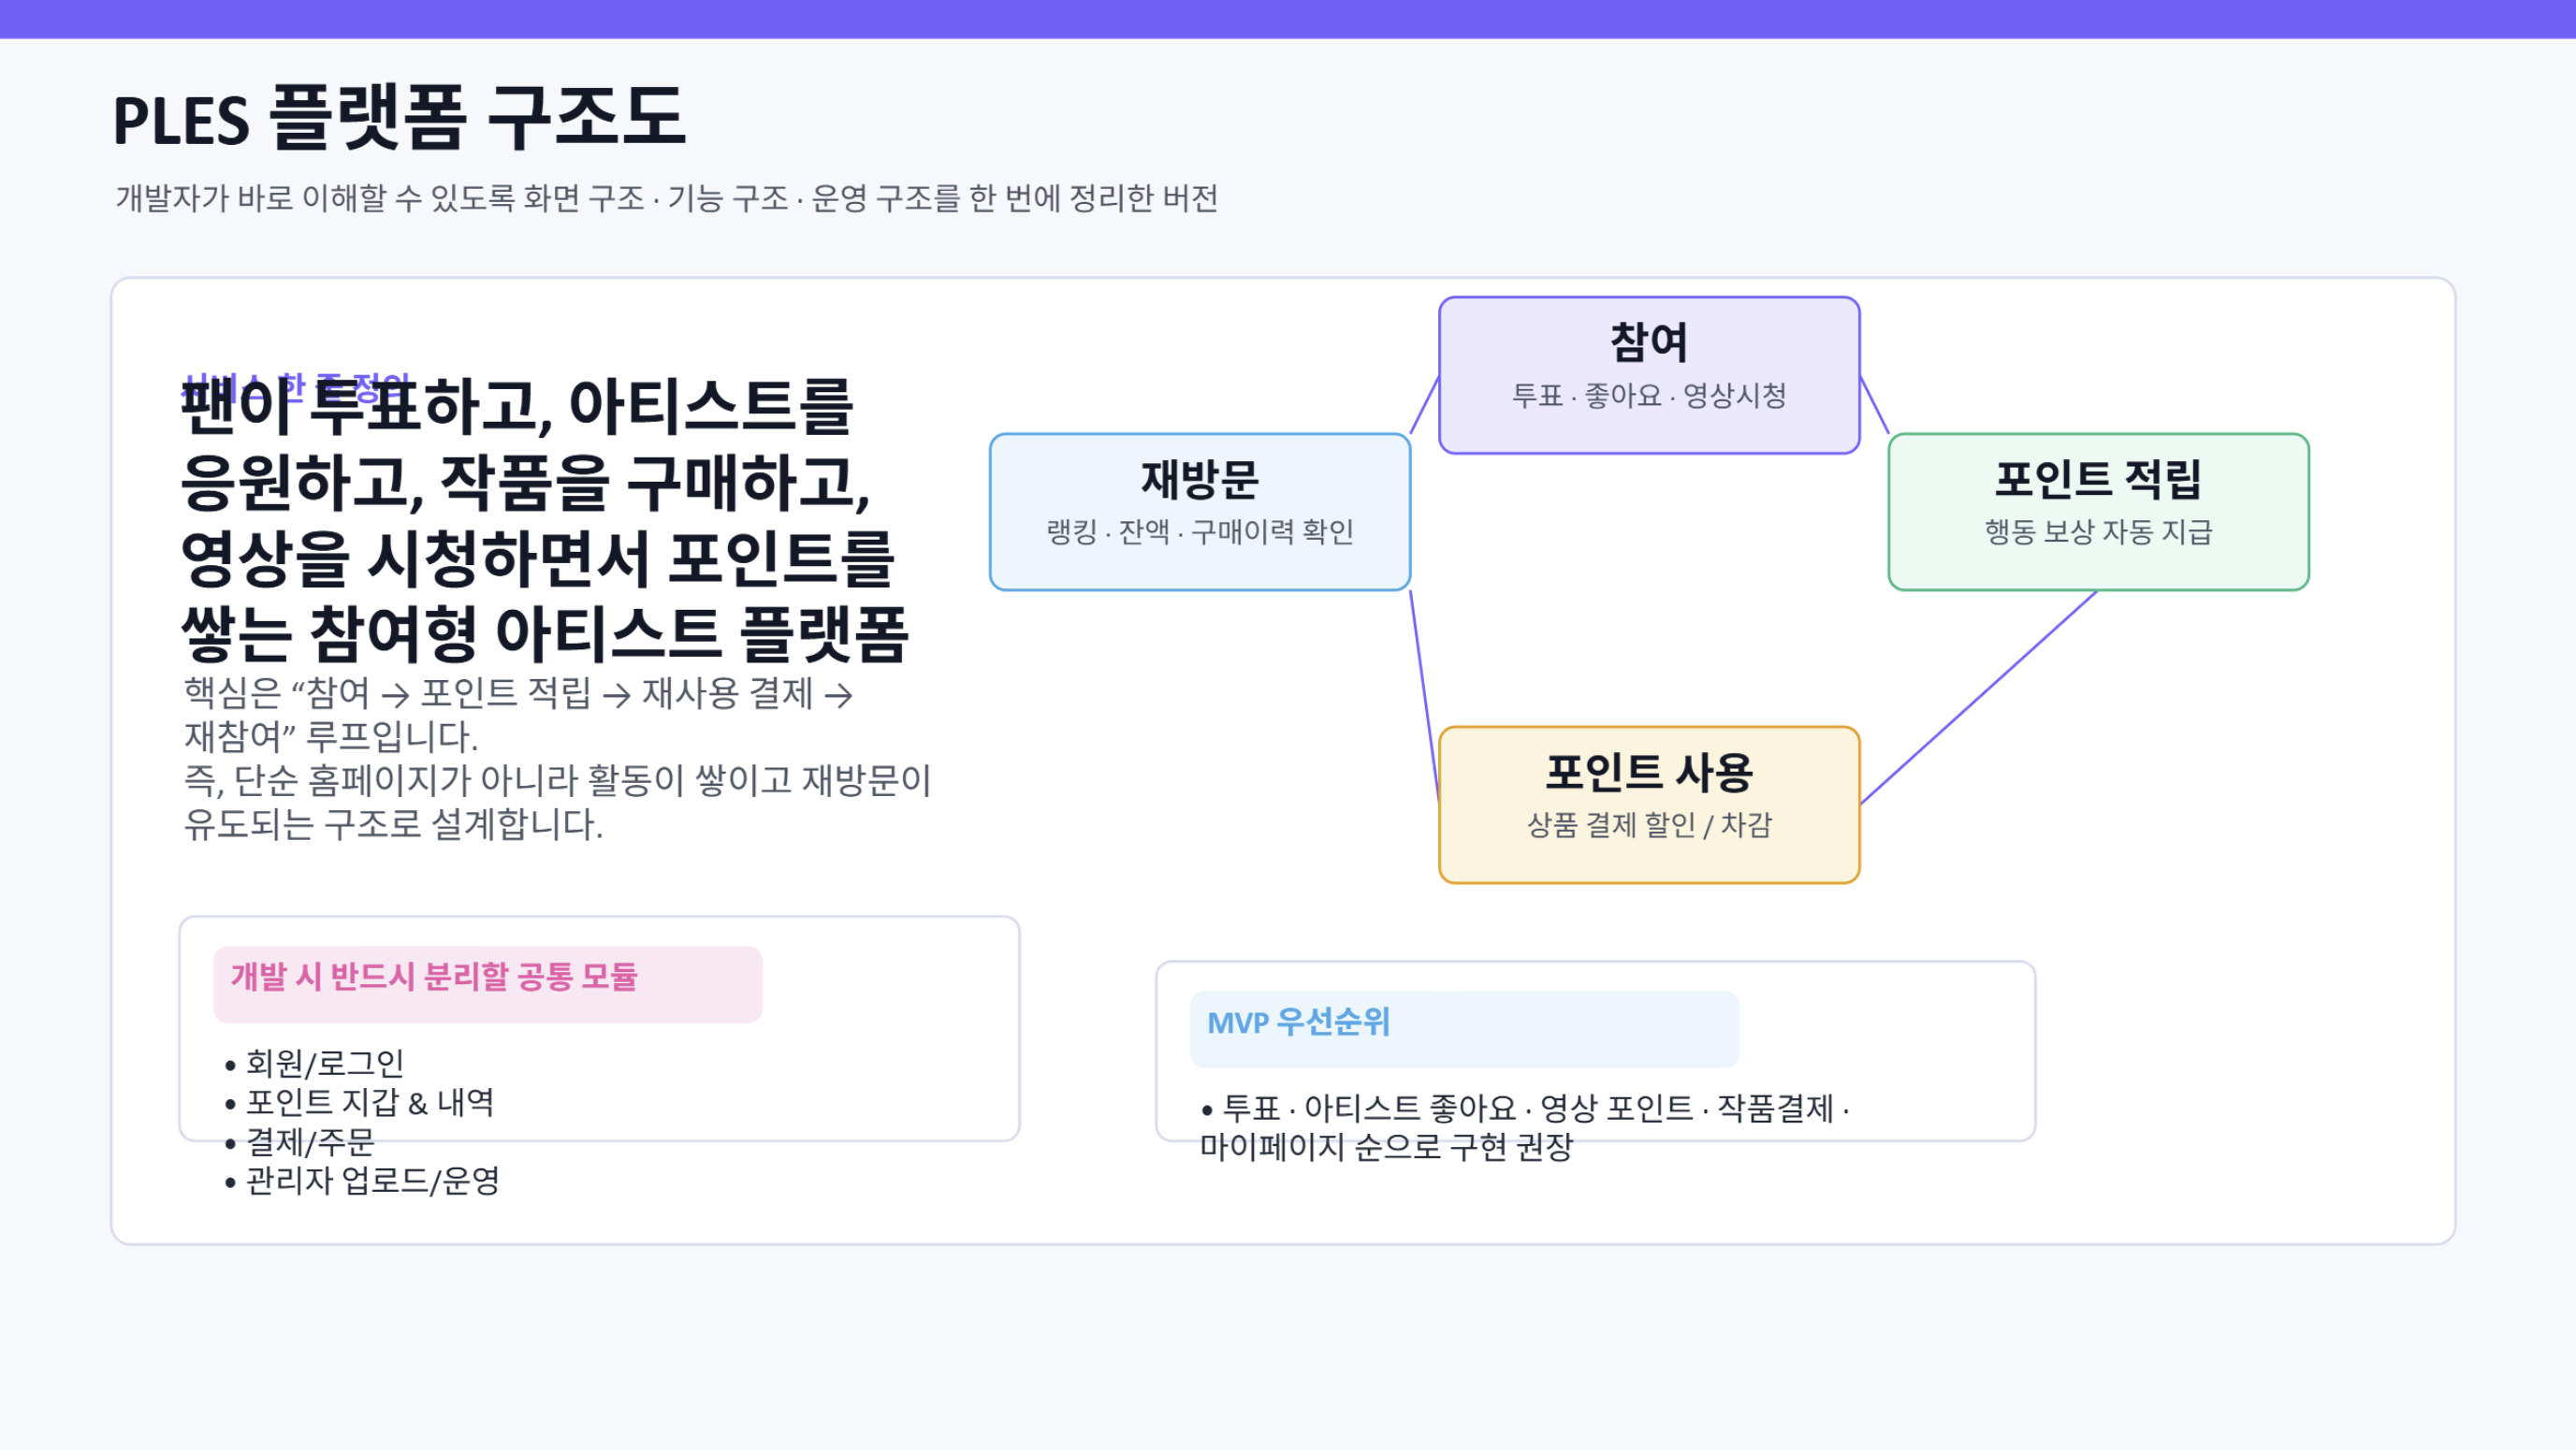 PLES 플랫폼 구조도
개발자가 바로 이해할 수 있도록 화면 구조 · 기능 구조 · 운영 구조를 한 번에 정리한 버전
서비스 한 줄 정의
팬이 투표하고, 아티스트를
응원하고, 작품을 구매하고,
영상을 시청하면서 포인트를
쌓는 참여형 아티스트 플랫폼
핵심은 “참여 → 포인트 적립 → 재사용 결제 →
재참여” 루프입니다.
즉, 단순 홈페이지가 아니라 활동이 쌓이고 재방문이
유도되는 구조로 설계합니다.
참여
투표 · 좋아요 · 영상시청
재방문
랭킹 · 잔액 · 구매이력 확인
포인트 적립
행동 보상 자동 지급
포인트 사용
상품 결제 할인 / 차감
개발 시 반드시 분리할 공통 모듈
• 회원/로그인
• 포인트 지갑 & 내역
• 결제/주문
• 관리자 업로드/운영
MVP 우선순위
• 투표 · 아티스트 좋아요 · 영상 포인트 · 작품결제 ·
마이페이지 순으로 구현 권장